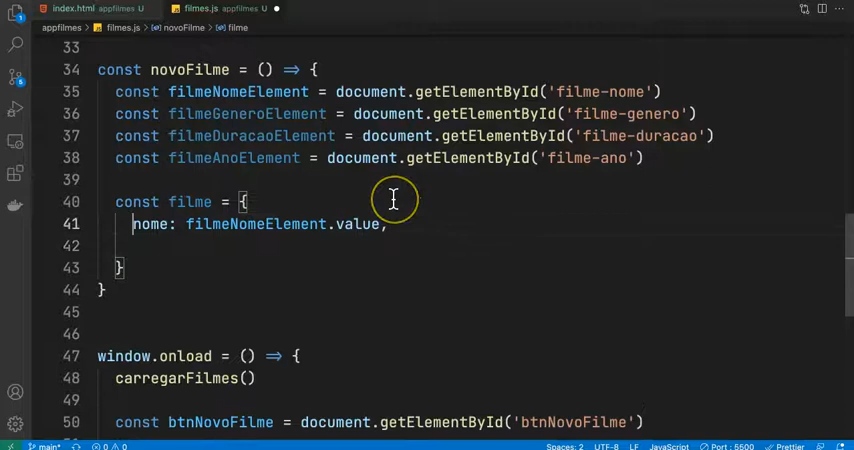 index.html appfilmes U
filmes.js appfilmes U
appfilmes > filmes.js > novoFilme > filme
33
34 const novoFilme = () => {
35 const filmeNomeElement = document.getElementById('filme-nome')
36 const filmeGeneroElement = document.getElementById('filme-genero')
37 const filmeDuracaoElement = document.getElementById('filme-duracao')
38 const filmeAnoElement = document.getElementById('filme-ano')
39
40 const filme = {
41 nome: filmeNomeElement.value,
42
43 }
44 }
45
46
47 window.onload = () => {
48 carregarFilmes()
49
50 const btnNovoFilme = document.getElementById('btnNovoFilme')
main* 0 0 Spaces: 2 UTF-8 LF JavaScript Port : 5500 Prettier